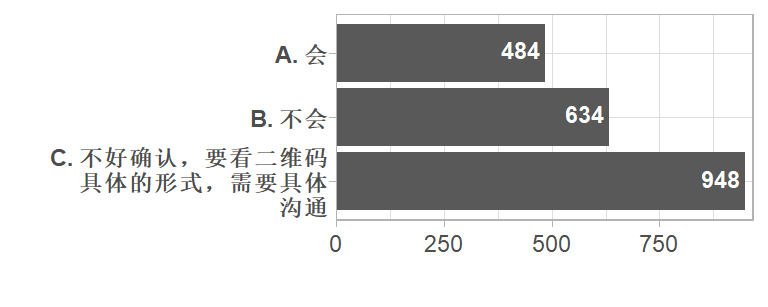 A. 会
484
B. 不会
634
C. 不好确认，要看二维码
具体的形式，需要具体
沟通
948
0 250 500 750